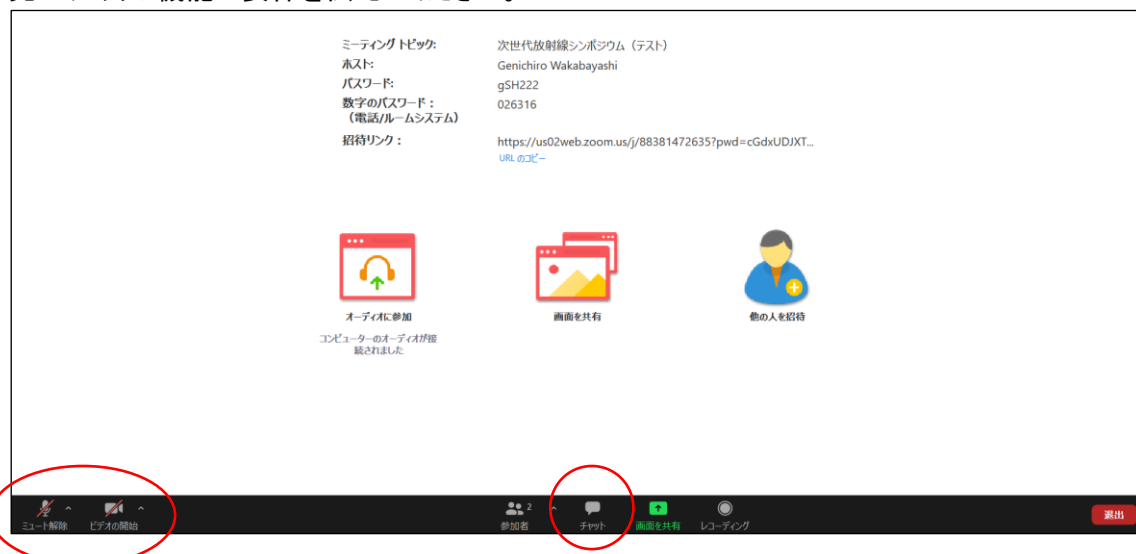 ミーティング トピック: 次世代放射線シンポジウム（テスト）
ホスト: Genichiro Wakabayashi
パスワード: gSH222
数字のパスワード： 026316
（電話/ルームシステム）
招待リンク： https://us02web.zoom.us/j/88381472635?pwd=cGdxUDJXT...
URL のコピー
オーディオに参加 画面を共有 他の人を招待
コンピューターのオーディオが接
続されました
2
ミュート解除 ビデオの開始 参加者 チャット 画面を共有 レコーディング 退出